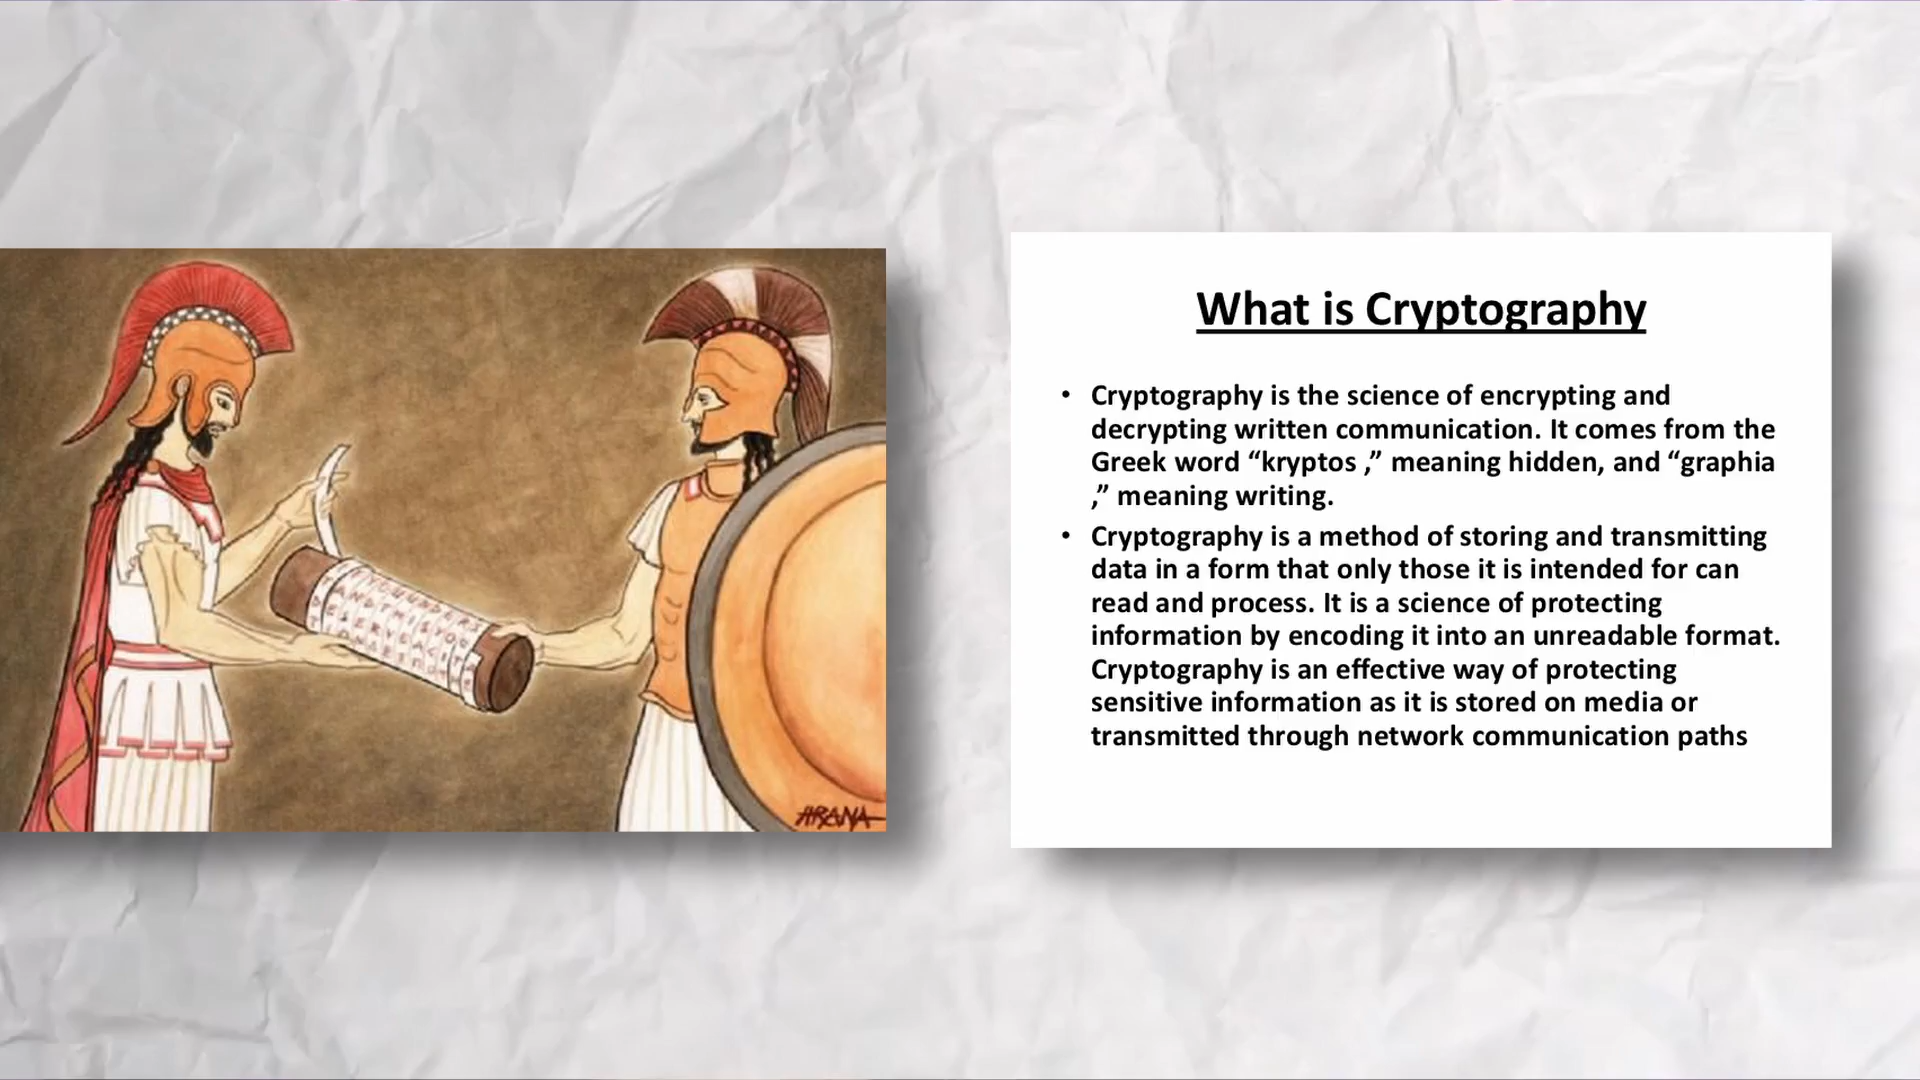 ARANA
What is Cryptography
• Cryptography is the science of encrypting and
decrypting written communication. It comes from the
Greek word “kryptos ,” meaning hidden, and “graphia
,” meaning writing.
• Cryptography is a method of storing and transmitting
data in a form that only those it is intended for can
read and process. It is a science of protecting
information by encoding it into an unreadable format.
Cryptography is an effective way of protecting
sensitive information as it is stored on media or
transmitted through network communication paths